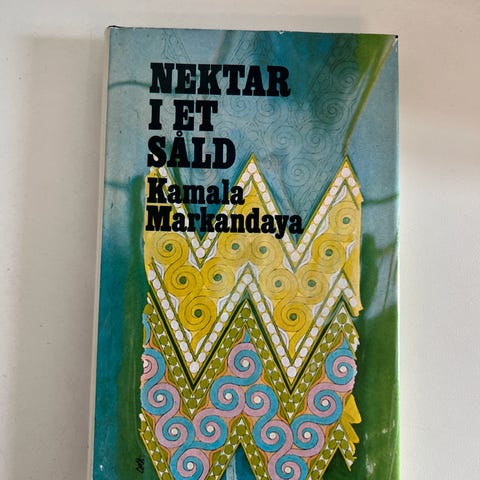 NEKTAR
I ET
SÅLD
Kamala
Markandaya